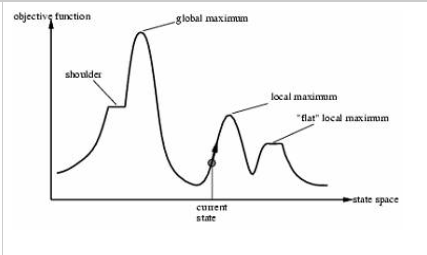 objective function
global maximum
shoulder
local maximum
"flat" local maximum
state space
current
state